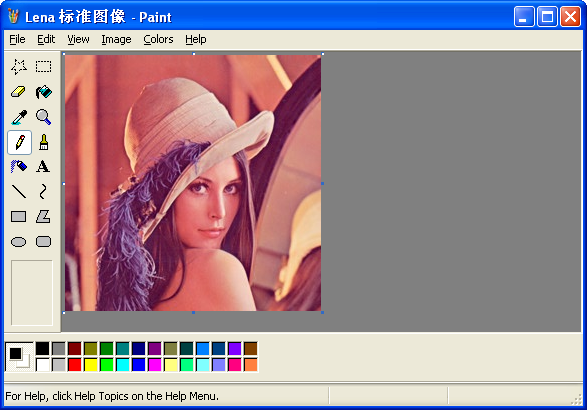 Lena 标准图像 - Paint
File Edit View Image Colors Help
A
For Help, click Help Topics on the Help Menu.